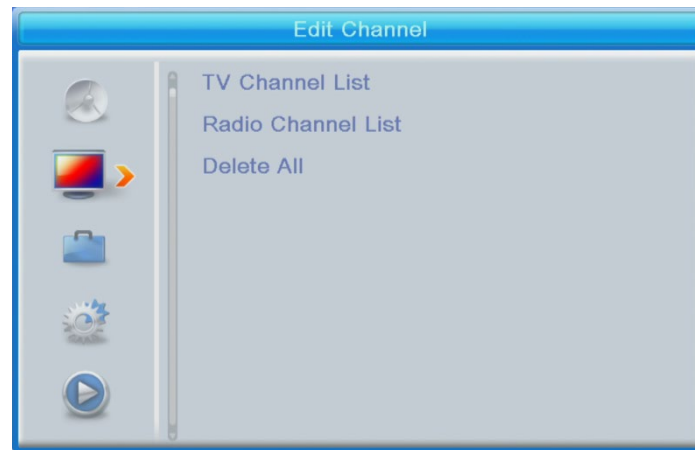 Edit Channel
TV Channel List
Radio Channel List
Delete All